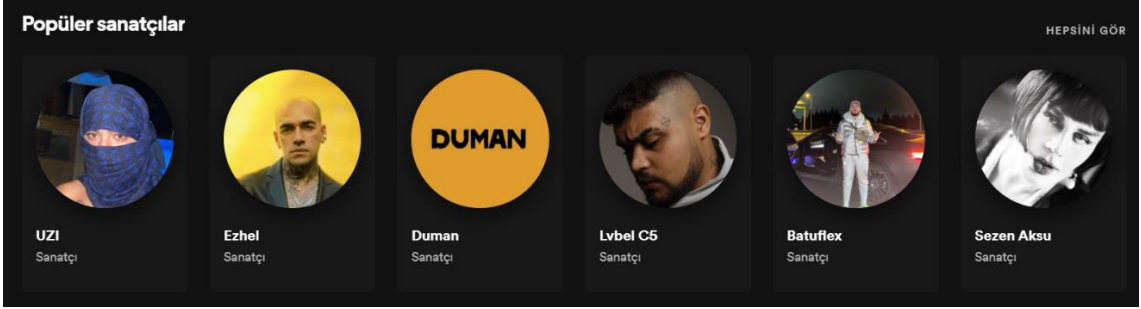 Popüler sanatçılar
HEPSİNİ GÖR
DUMAN
UZI
Sanatçı
Ezhel
Sanatçı
Duman
Sanatçı
Lvbel C5
Sanatçı
Batuflex
Sanatçı
Sezen Aksu
Sanatçı